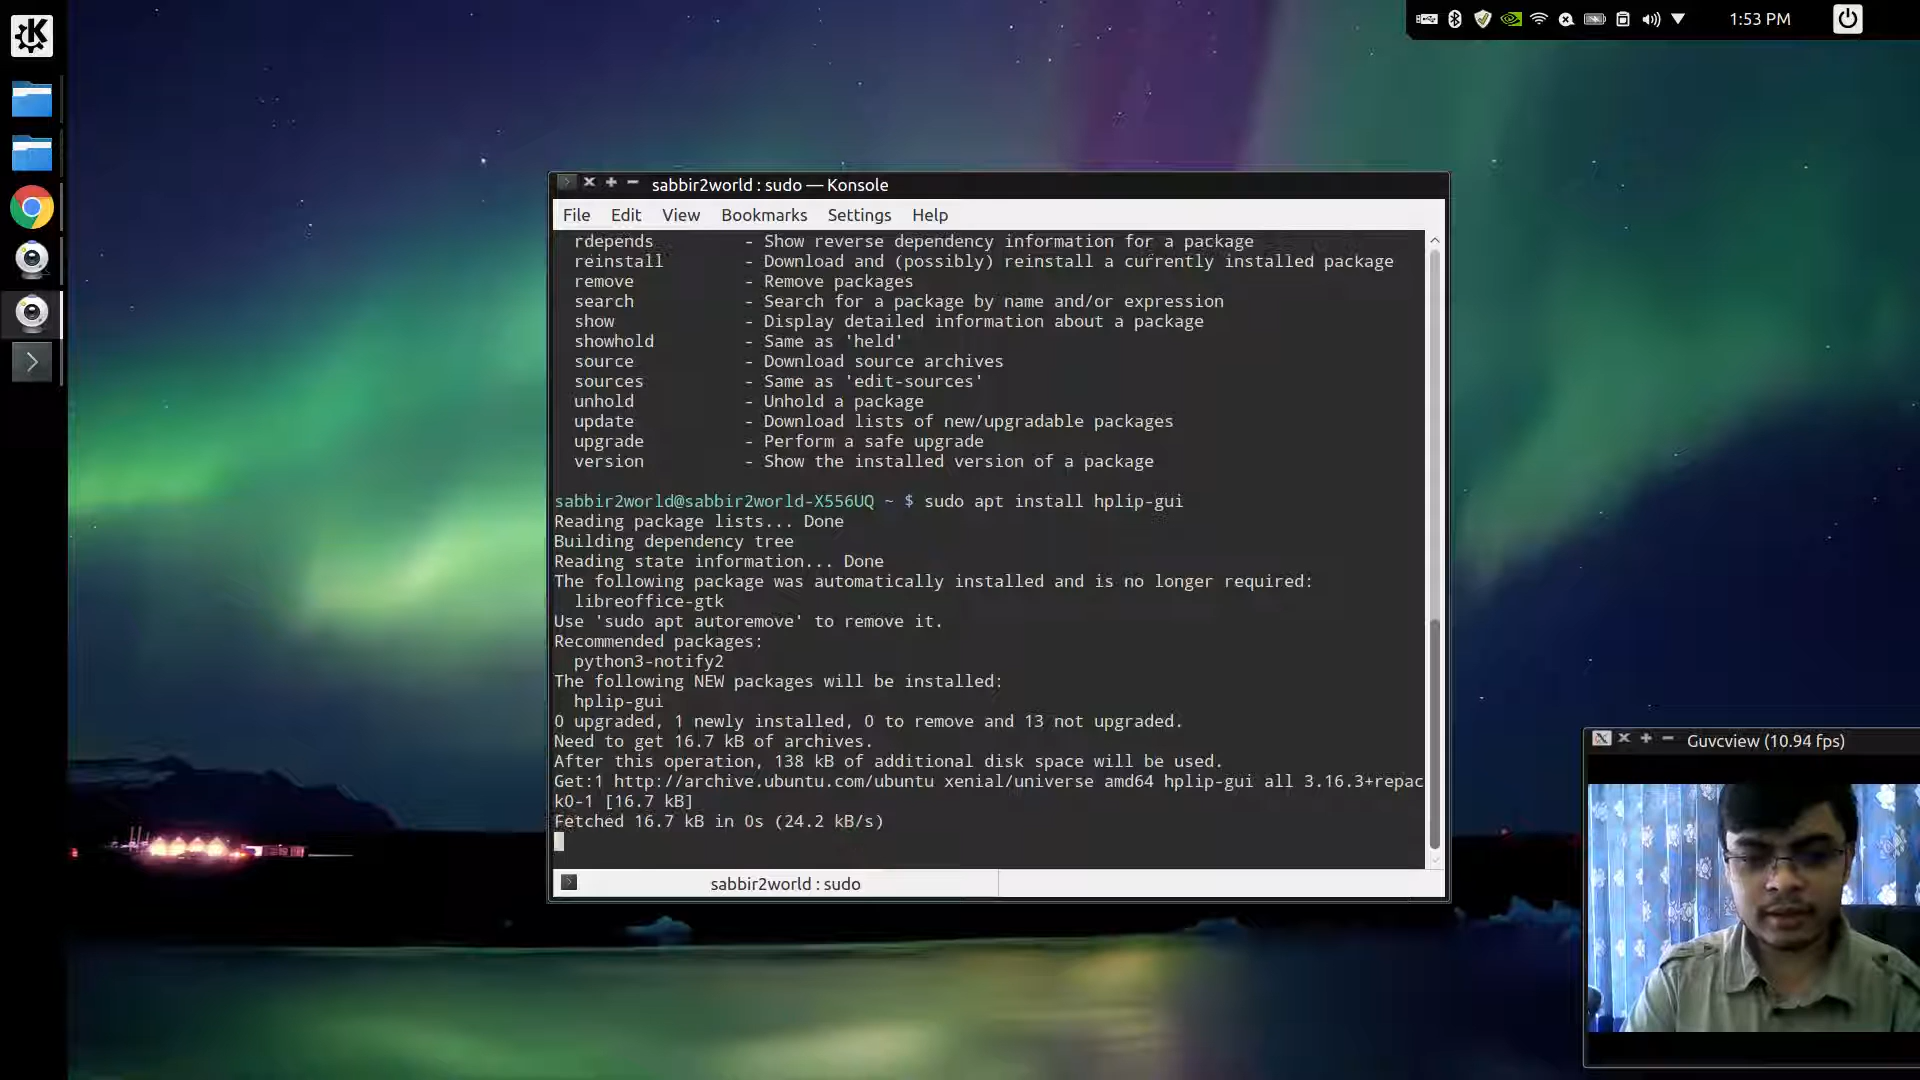 1:53 PM
sabbir2world : sudo — Konsole
File Edit View Bookmarks Settings Help
rdepends - Show reverse dependency information for a package
reinstall - Download and (possibly) reinstall a currently installed package
remove - Remove packages
search - Search for a package by name and/or expression
show - Display detailed information about a package
showhold - Same as 'held'
source - Download source archives
sources - Same as 'edit-sources'
unhold - Unhold a package
update - Download lists of new/upgradable packages
upgrade - Perform a safe upgrade
version - Show the installed version of a package
sabbir2world@sabbir2world-X556UQ ~ $ sudo apt install hplip-gui
Reading package lists... Done
Building dependency tree
Reading state information... Done
The following package was automatically installed and is no longer required:
libreoffice-gtk
Use 'sudo apt autoremove' to remove it.
Recommended packages:
python3-notify2
The following NEW packages will be installed:
hplip-gui
0 upgraded, 1 newly installed, 0 to remove and 13 not upgraded.
Need to get 16.7 kB of archives.
After this operation, 138 kB of additional disk space will be used.
Get:1 http://archive.ubuntu.com/ubuntu xenial/universe amd64 hplip-gui all 3.16.3+repac
k0-1 [16.7 kB]
Fetched 16.7 kB in 0s (24.2 kB/s)
sabbir2world : sudo
Guvcview (10.94 fps)